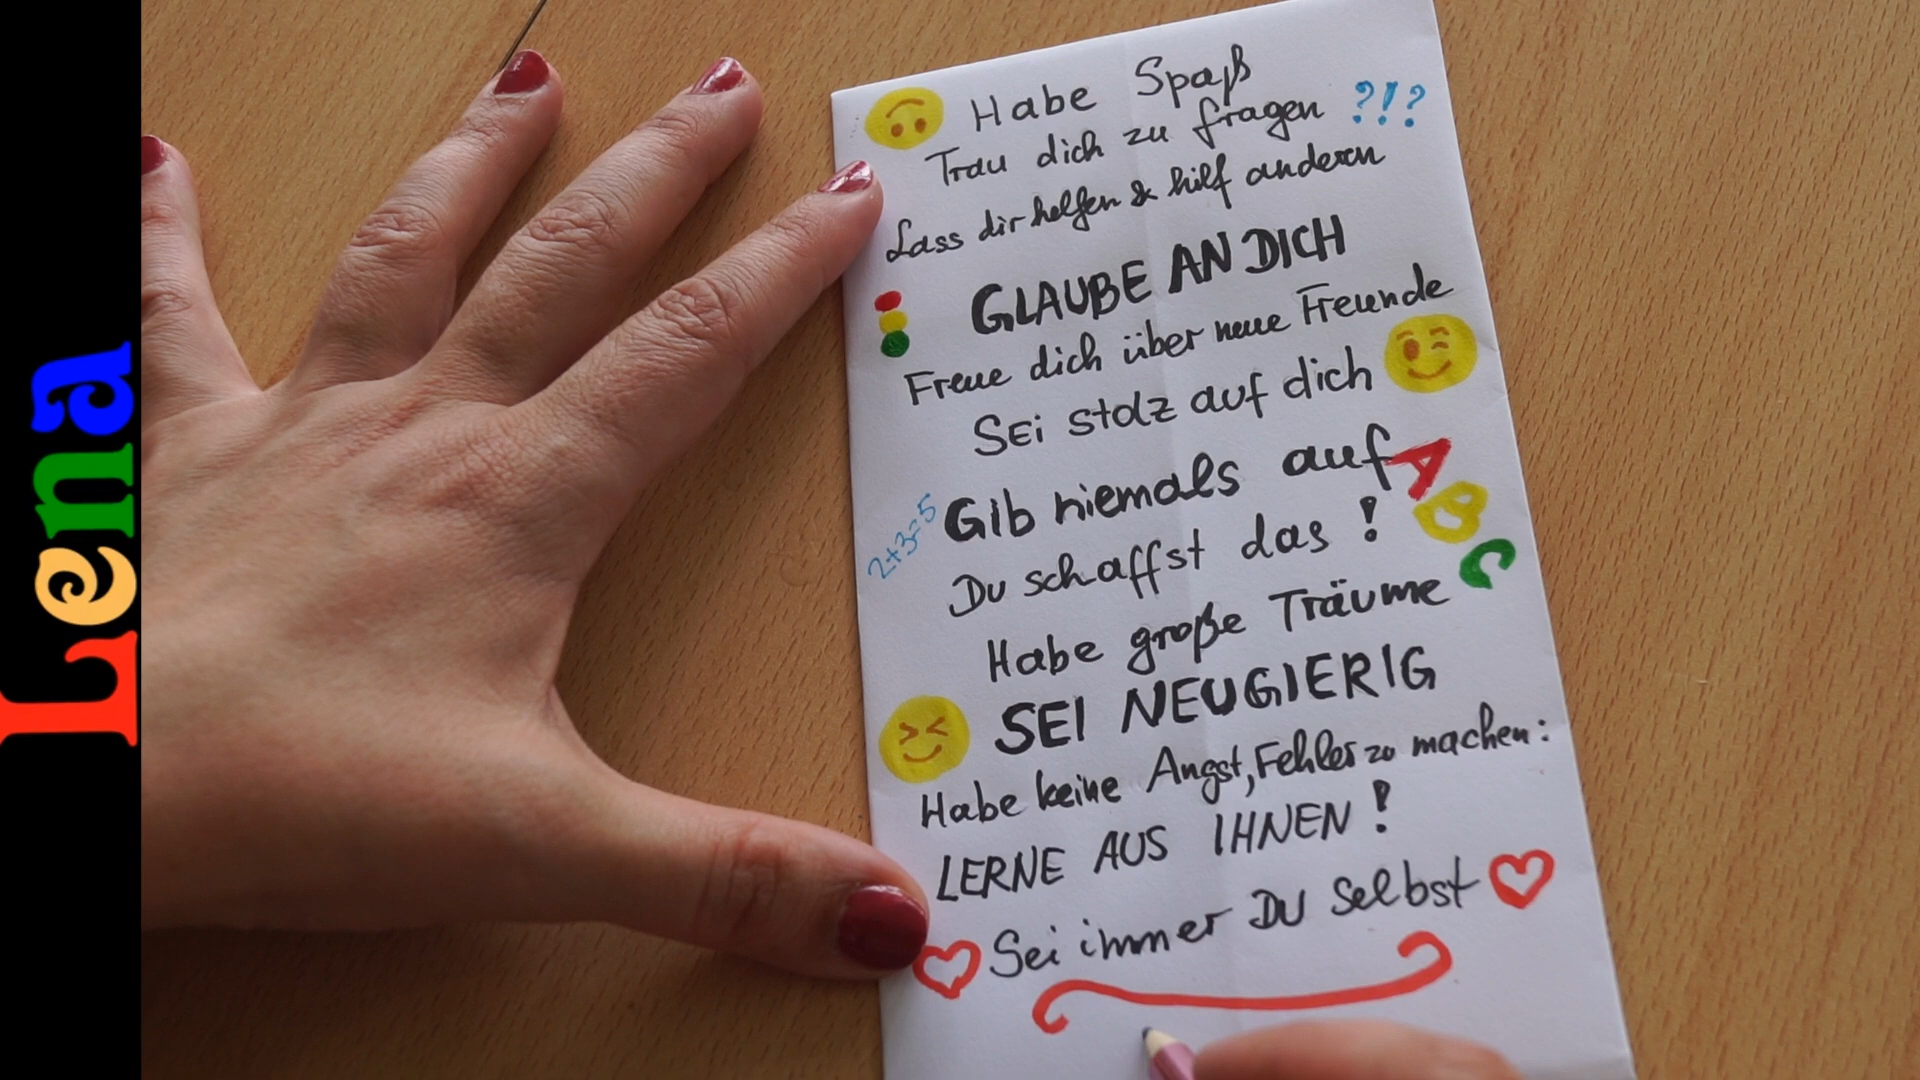 Lena
Habe Spaß
Trau dich zu fragen ?!?
Lass dir helfen & hilf anderen
GLAUBE AN DICH
Freue dich über neue Freunde
SEi stolz auf dich
2+3=5
Gib niemals auf
ABC
Du schaffst das !
Habe große Träume
SEI NEUGIERIG
Habe keine Angst, Fehler zu machen:
LERNE AUS IHNEN !
Sei immer DU Selbst